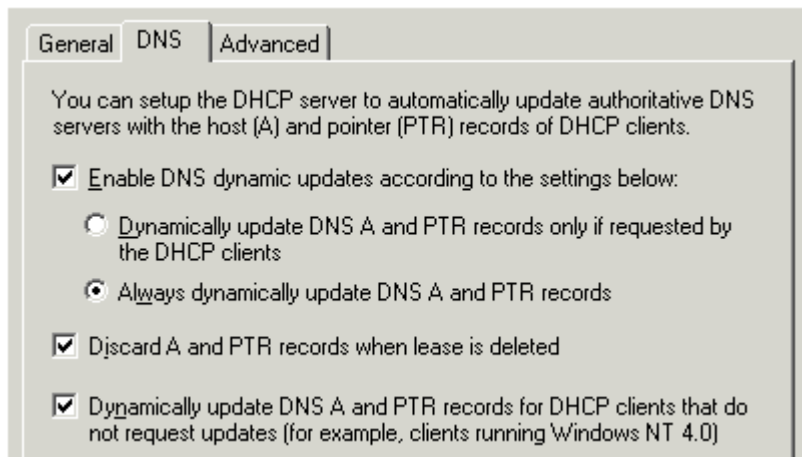 General DNS Advanced
You can setup the DHCP server to automatically update authoritative DNS
servers with the host (A) and pointer (PTR) records of DHCP clients.
Enable DNS dynamic updates according to the settings below:
Dynamically update DNS A and PTR records only if requested by
the DHCP clients
Always dynamically update DNS A and PTR records
Discard A and PTR records when lease is deleted
Dynamically update DNS A and PTR records for DHCP clients that do
not request updates (for example, clients running Windows NT 4.0)